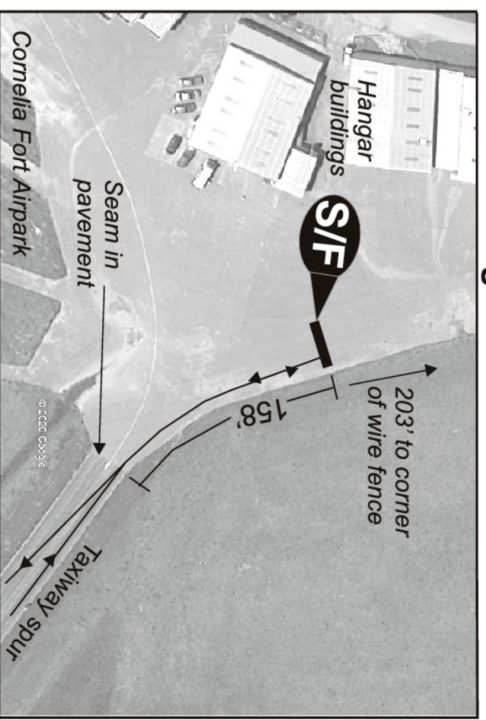 Cornelia Fort Airpark
Hangar
buildings
Seam in
pavement
S/F
203' to corner
of wire fence
158'
Taxiway spur
© 2020 Google